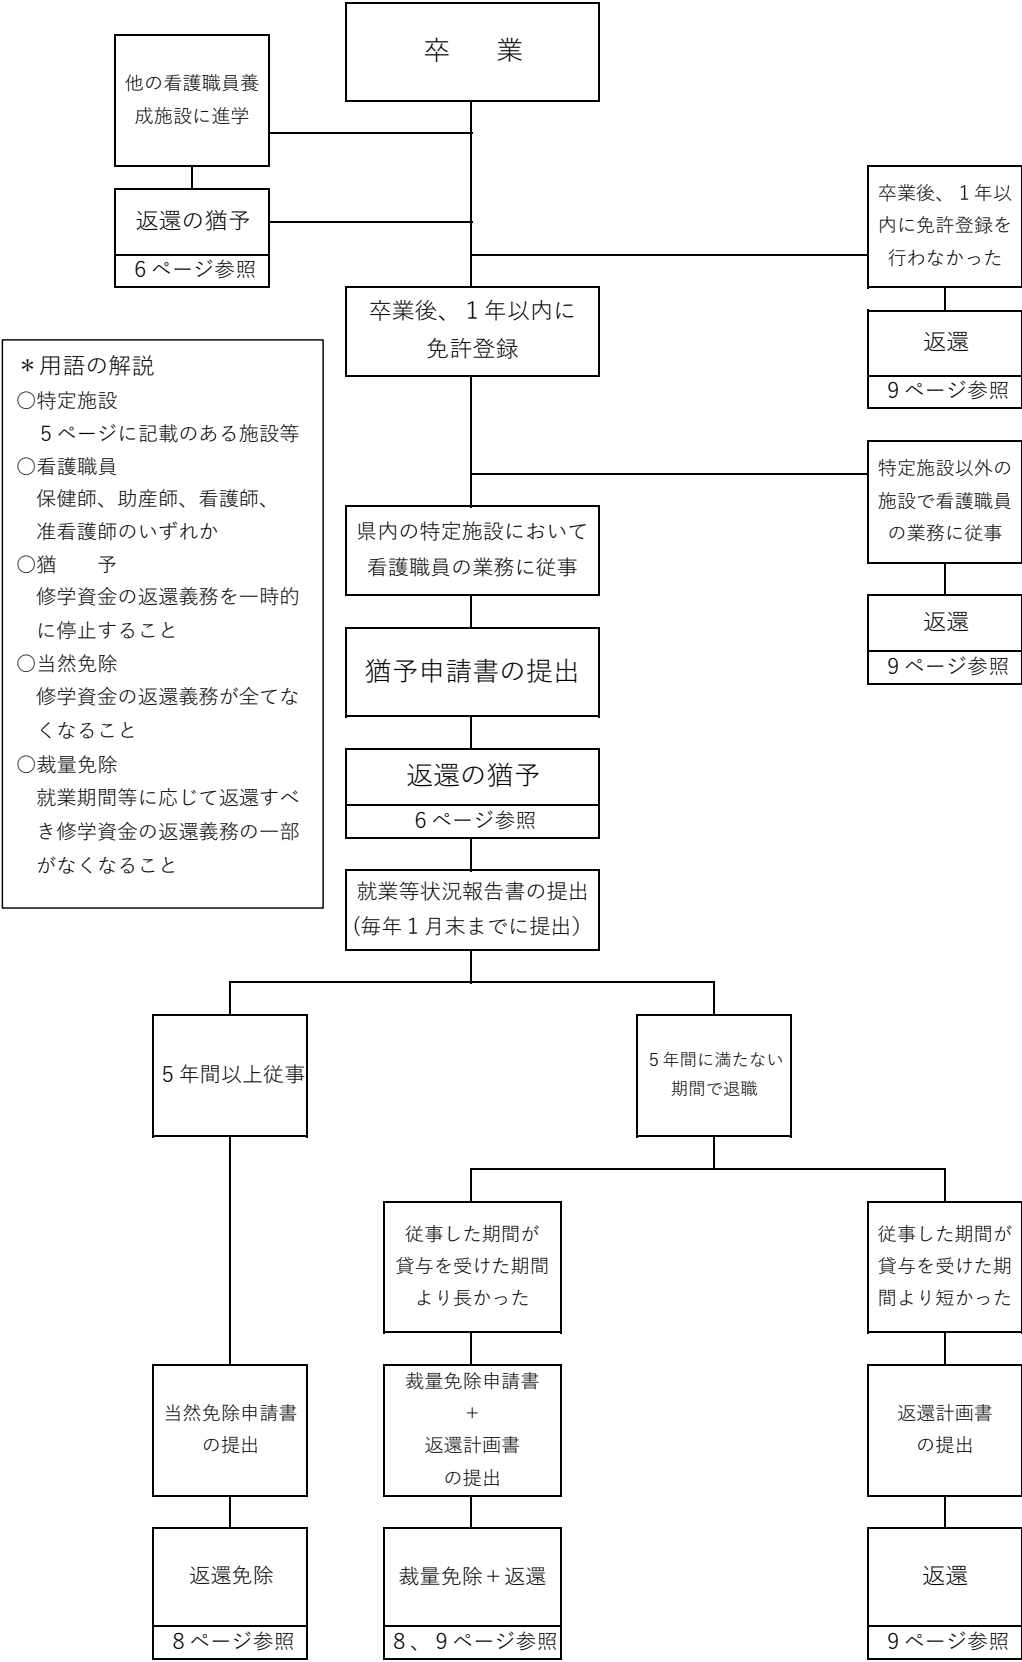 卒　業
他の看護職員養
成施設に進学
返還の猶予
6ページ参照
卒業後、1年以
内に免許登録を
行わなかった
返還
9ページ参照
卒業後、1年以内に
免許登録
＊用語の解説
○特定施設
5ページに記載のある施設等
○看護職員
保健師、助産師、看護師、
准看護師のいずれか
○猶　予
修学資金の返還義務を一時的
に停止すること
○当然免除
修学資金の返還義務が全てな
くなること
○裁量免除
就業期間等に応じて返還すべ
き修学資金の返還義務の一部
がなくなること
特定施設以外の
施設で看護職員
の業務に従事
返還
9ページ参照
県内の特定施設において
看護職員の業務に従事
猶予申請書の提出
返還の猶予
6ページ参照
就業等状況報告書の提出
(毎年1月末までに提出）
5年間以上従事
5年間に満たない
期間で退職
従事した期間が
貸与を受けた期間
より長かった
従事した期間が
貸与を受けた期
間より短かった
当然免除申請書
の提出
裁量免除申請書
＋
返還計画書
の提出
返還計画書
の提出
返還免除
8ページ参照
裁量免除＋返還
8、9ページ参照
返還
9ページ参照